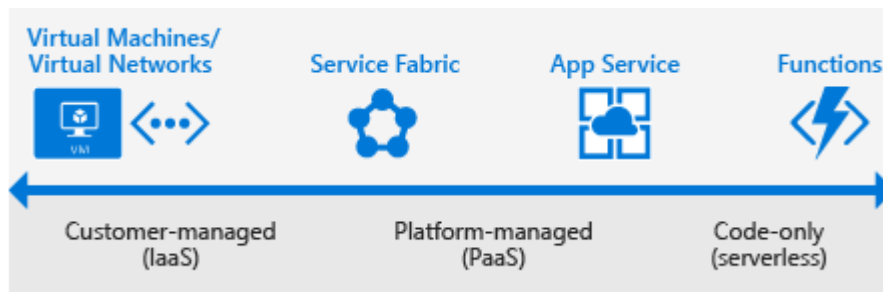 Virtual Machines/
Virtual Networks
Service Fabric
App Service
Functions
VM
Customer-managed
(IaaS)
Platform-managed
(PaaS)
Code-only
(serverless)